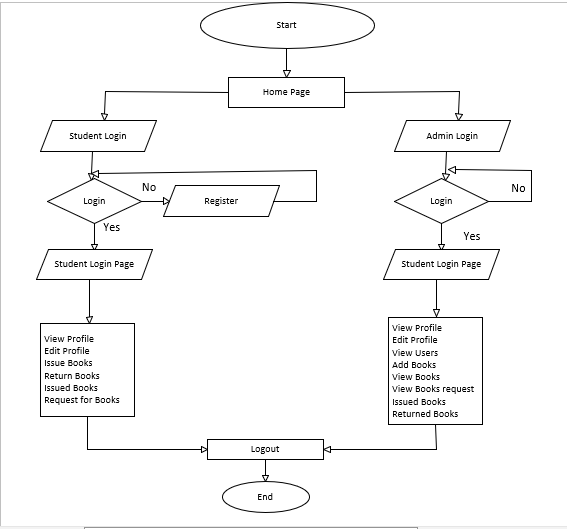 Start
Home Page
Student Login
Admin Login
Login
No
Register
Login
No
Yes
Yes
Student Login Page
Student Login Page
View Profile
Edit Profile
Issue Books
Return Books
Issued Books
Request for Books
View Profile
Edit Profile
View Users
Add Books
View Books
View Books request
Issued Books
Returned Books
Logout
End